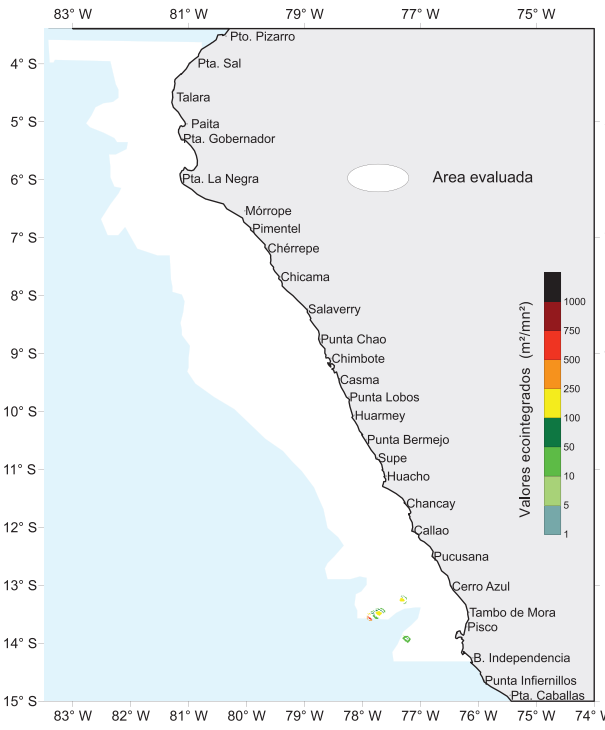 83° W 81° W 79° W 77° W 75° W
Pto. Pizarro
4° S
Pta. Sal
Talara
5° S
Paita
Pta. Gobernador
6° S
Pta. La Negra
Area evaluada
Mórrope
Pimentel
7° S
Chérrepe
Chicama
8° S
Salaverry
Punta Chao
9° S
Chimbote
Casma
Punta Lobos
10° S
Huarmey
Punta Bermejo
Supe
11° S
Huacho
Chancay
12° S
Callao
Pucusana
13° S
Cerro Azul
Tambo de Mora
Pisco
14° S
B. Independencia
Punta Infiernillos
Pta. Caballas
15° S
Valores ecointegrados (m²/mn²)
1000
750
500
250
100
50
10
5
1
83° W 82° W 81° W 80° W 79° W 78° W 77° W 76° W 75° W 74° W